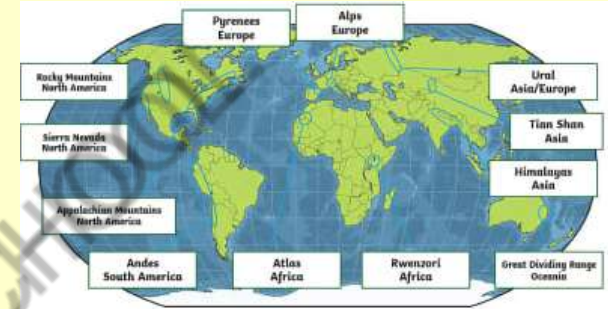 Pyrenees
Europe
Alps
Europe
Rocky Mountains
North America
Ural
Asia/Europe
Sierra Nevada
North America
Tian Shan
Asia
Himalayas
Asia
Appalachian Mountains
North America
Andes
South America
Atlas
Africa
Rwenzori
Africa
Great Dividing Range
Oceania